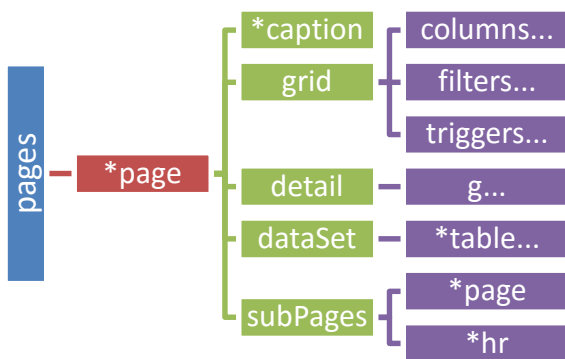 pages
*page
*caption
grid
detail
dataSet
subPages
columns...
filters...
triggers...
g...
*table...
*page
*hr